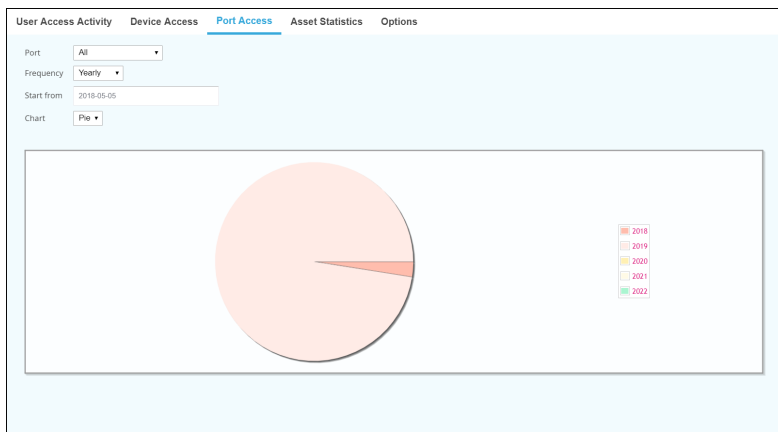 User Access Activity Device Access Port Access Asset Statistics Options
Port All
Frequency Yearly
Start from 2018-05-05
Chart Pie
2018
2019
2020
2021
2022